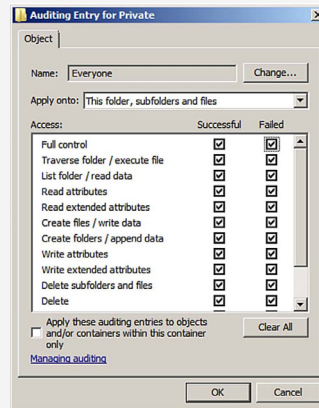 Auditing Entry for Private
Object
Name: Everyone Change...
Apply onto: This folder, subfolders and files
Access: Successful Failed
Full control
Traverse folder / execute file
List folder / read data
Read attributes
Read extended attributes
Create files / write data
Create folders / append data
Write attributes
Write extended attributes
Delete subfolders and files
Delete
Apply these auditing entries to objects
and/or containers within this container
only
Clear All
Managing auditing
OK Cancel